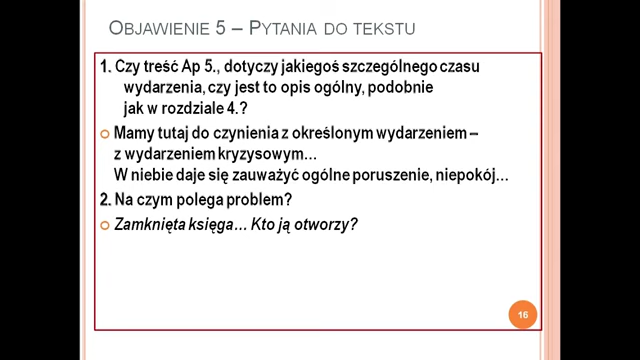 OBJAWIENIE 5 – PYTANIA DO TEKSTU
1. Czy treść Ap 5., dotyczy jakiegoś szczególnego czasu
wydarzenia, czy jest to opis ogólny, podobnie
jak w rozdziale 4.?
Mamy tutaj do czynienia z określonym wydarzeniem –
z wydarzeniem kryzysowym...
W niebie daje się zauważyć ogólne poruszenie, niepokój...
2. Na czym polega problem?
Zamknięta księga... Kto ją otworzy?
16